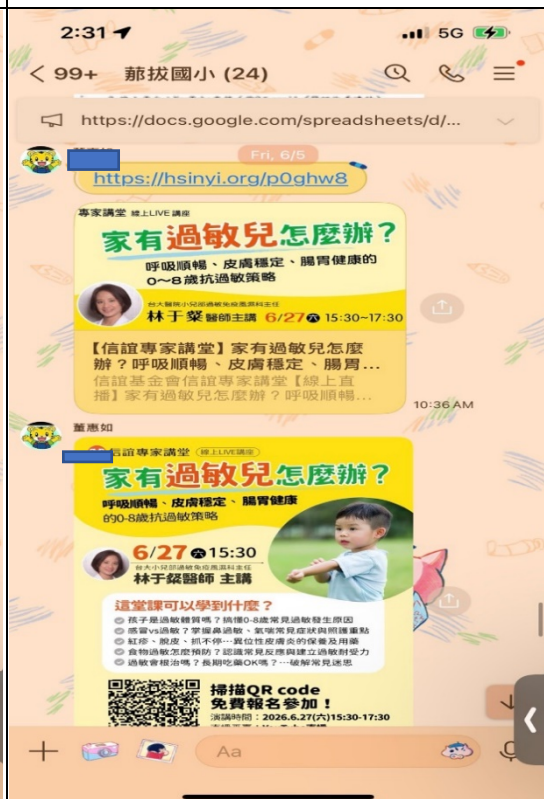 2:31
5G
99+ 蔴拔國小 (24)
https://docs.google.com/spreadsheets/d/...
Fri, 6/5
https://hsinyi.org/p0ghw8
專家講堂 線上LIVE講座
家有過敏兒怎麼辦?
呼吸順暢、皮膚穩定、腸胃健康的
0~8歲抗過敏策略
台大醫院小兒部過敏免疫風濕科主任
林于粲醫師主講 6/27六 15:30~17:30
【信誼專家講堂】家有過敏兒怎麼
辦?呼吸順暢、皮膚穩定、腸胃...
信誼基金會信誼專家講堂【線上直
播】家有過敏兒怎麼辦?呼吸順暢...
10:36 AM
董惠如
信誼專家講堂 線上LIVE講座
家有過敏兒怎麼辦?
呼吸順暢、皮膚穩定、腸胃健康
的0-8歲抗過敏策略
6/27 六 15:30
台大小兒部過敏免疫風濕科主任
林于粲醫師 主講
這堂課可以學到什麼?
孩子是過敏體質嗎?搞懂0-8歲常見過敏發生原因
感冒vs過敏?掌握鼻過敏、氣喘常見症狀與照護重點
紅疹、脫皮、抓不停…異位性皮膚炎的保養及用藥
食物過敏怎麼預防?認識常見反應與建立過敏耐受力
過敏會根治嗎?長期吃藥OK嗎?…破解常見迷思
掃描QR code
免費報名參加!
演講時間:2026.6.27(六)15:30-17:30
Aa